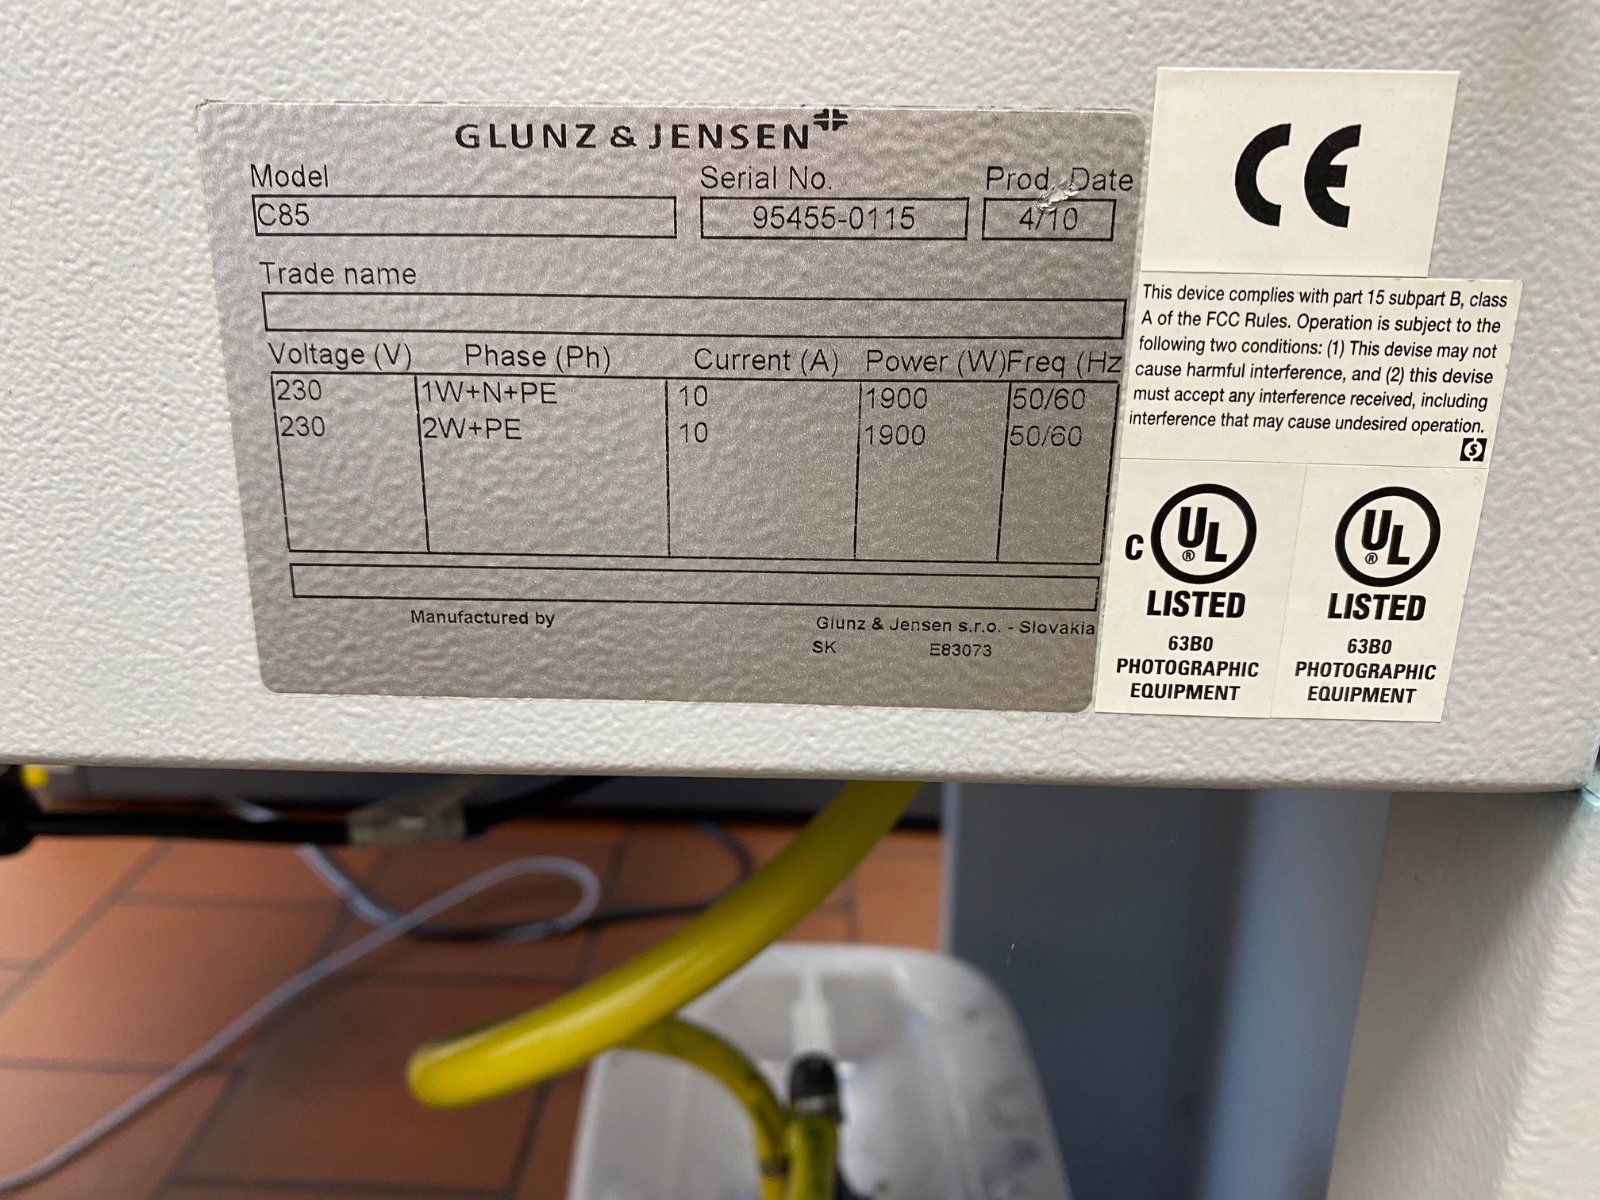 GLUNZ & JENSEN
Model Serial No. Prod. Date
C85 95455-0115 4/10
Trade name
Voltage (V) Phase (Ph) Current (A) Power (W) Freq (Hz
230 1W+N+PE 10 1900 50/60
230 2W+PE 10 1900 50/60
Manufactured by Glunz & Jensen s.r.o. - Slovakia
SK E83073
CE
This device complies with part 15 subpart B, class
A of the FCC Rules. Operation is subject to the
following two conditions: (1) This devise may not
cause harmful interference, and (2) this devise
must accept any interference received, including
interference that may cause undesired operation.
C UL ®
LISTED
63B0
PHOTOGRAPHIC
EQUIPMENT
UL ®
LISTED
63B0
PHOTOGRAPHIC
EQUIPMENT